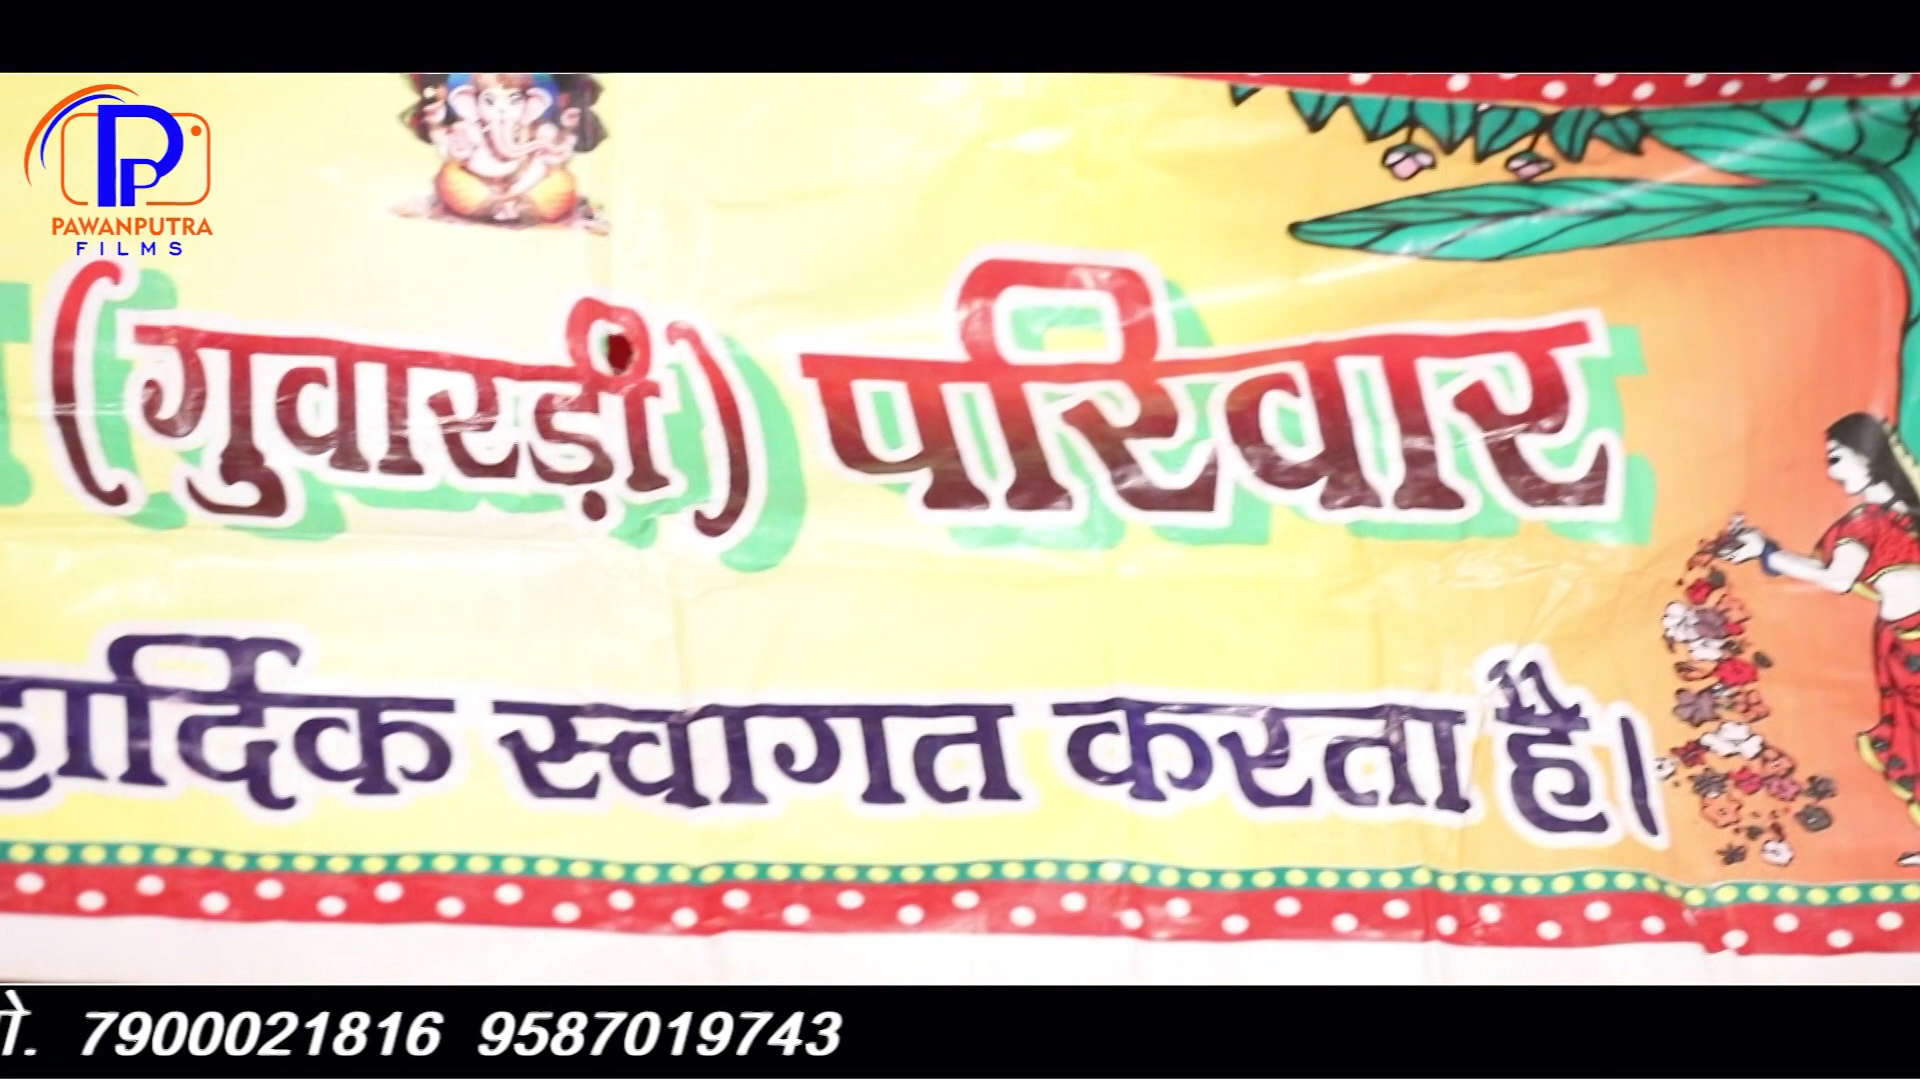 PAWANPUTRA
FILMS
(गुवारड़ी) परिवार
हार्दिक स्वागत करता है।
मो. 7900021816 9587019743